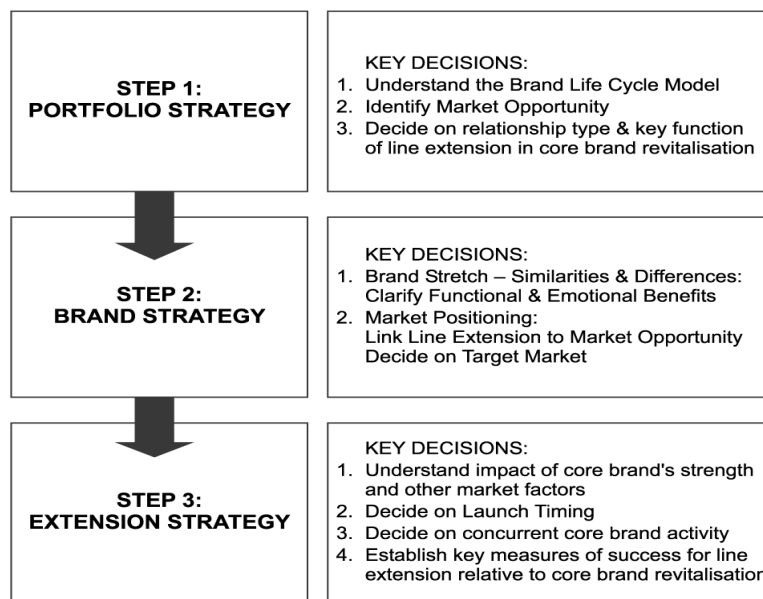 STEP 1:
PORTFOLIO STRATEGY
KEY DECISIONS:
1. Understand the Brand Life Cycle Model
2. Identify Market Opportunity
3. Decide on relationship type & key function
of line extension in core brand revitalisation
STEP 2:
BRAND STRATEGY
KEY DECISIONS:
1. Brand Stretch – Similarities & Differences:
Clarify Functional & Emotional Benefits
2. Market Positioning:
Link Line Extension to Market Opportunity
Decide on Target Market
STEP 3:
EXTENSION STRATEGY
KEY DECISIONS:
1. Understand impact of core brand's strength
and other market factors
2. Decide on Launch Timing
3. Decide on concurrent core brand activity
4. Establish key measures of success for line
extension relative to core brand revitalisation